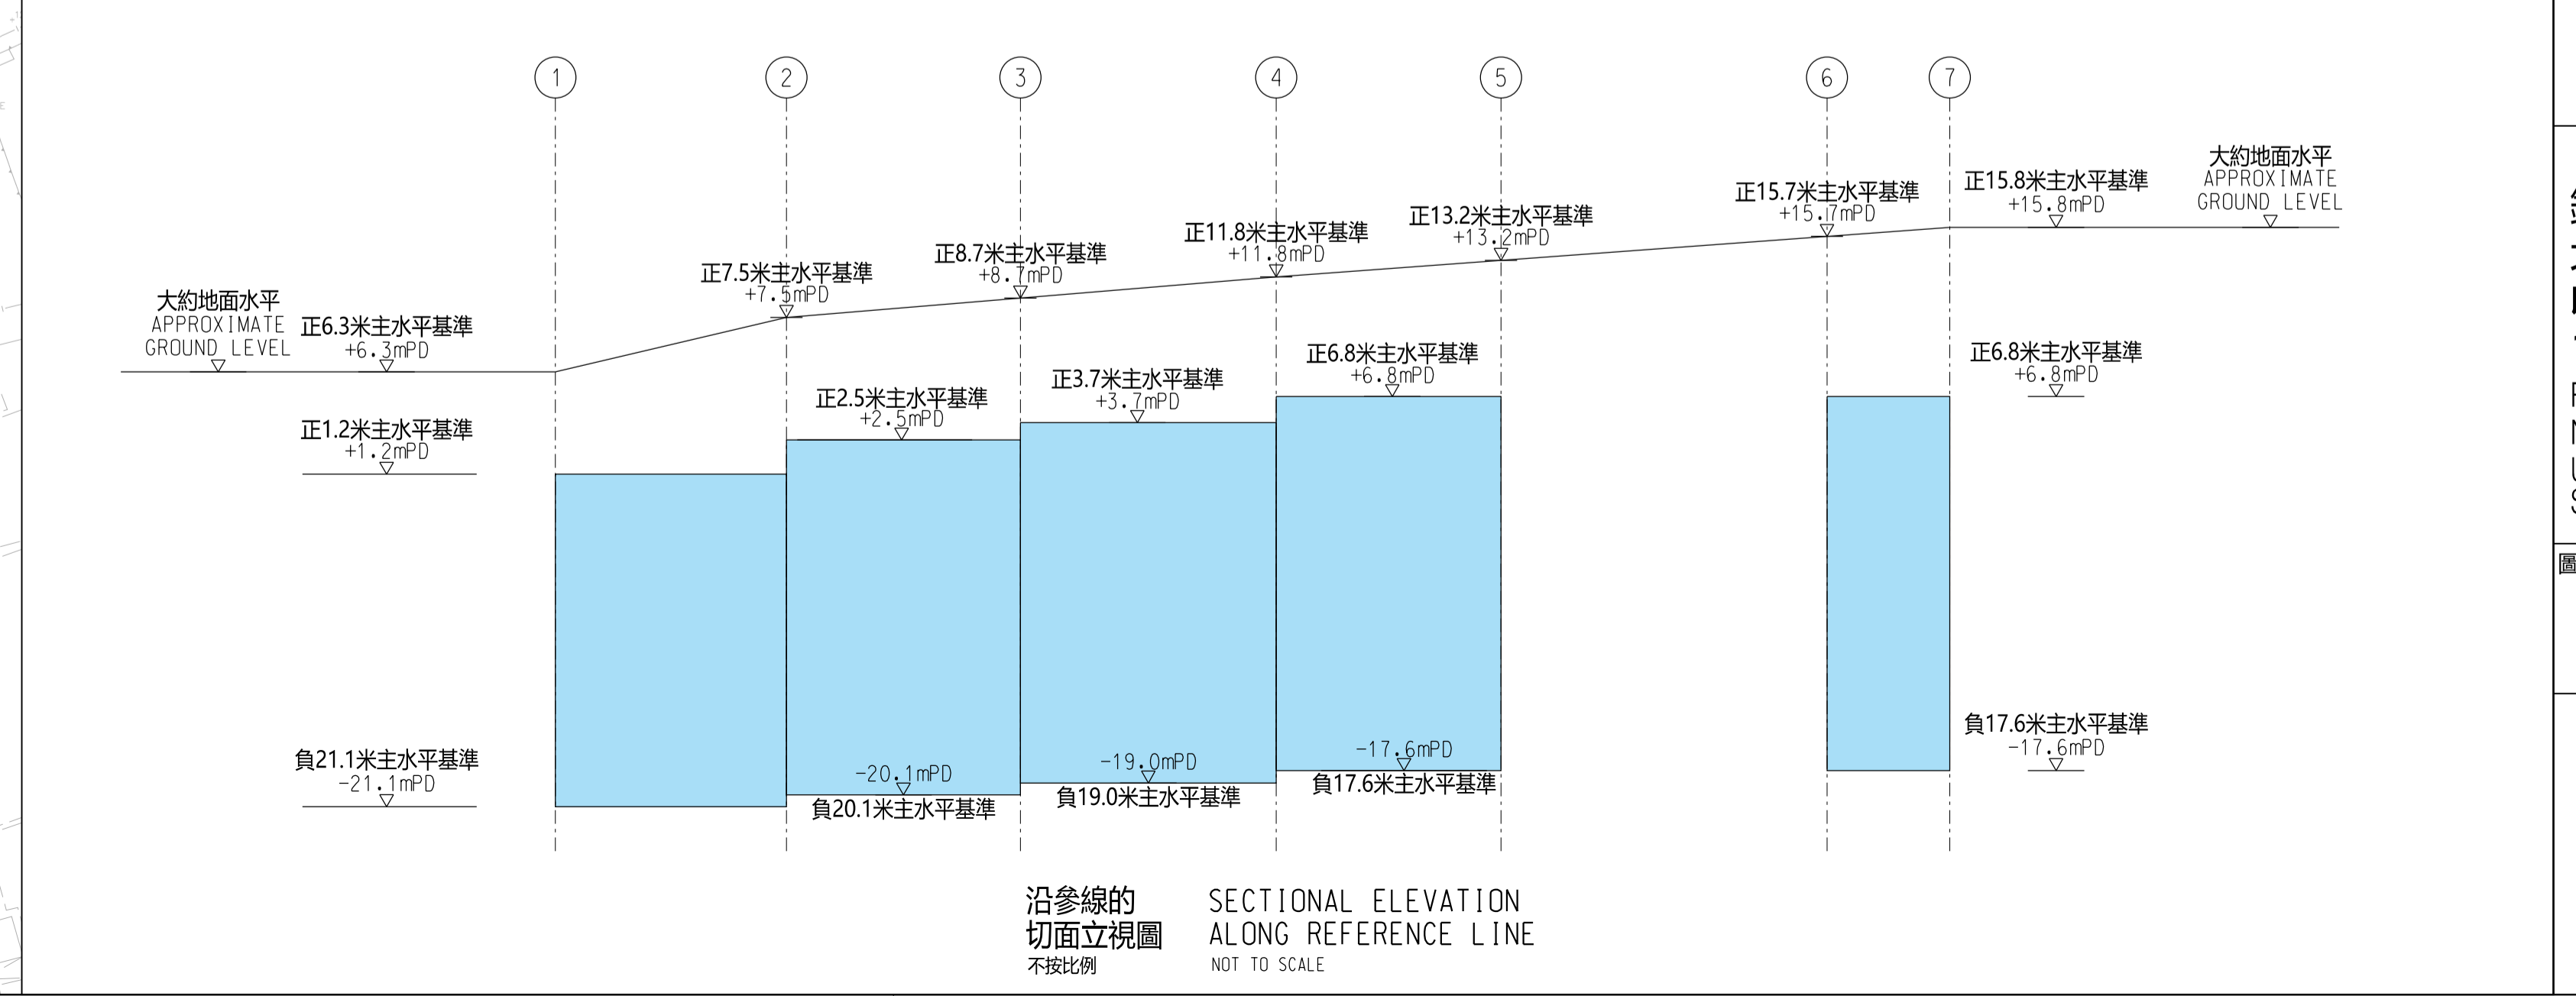 1
2
3
4
5
6
7
大約地面水平
APPROXIMATE
GROUND LEVEL
正6.3米主水平基準
+6.3mPD
正7.5米主水平基準
+7.5mPD
正8.7米主水平基準
+8.7mPD
正11.8米主水平基準
+11.8mPD
正13.2米主水平基準
+13.2mPD
正15.7米主水平基準
+15.7mPD
正15.8米主水平基準
+15.8mPD
大約地面水平
APPROXIMATE
GROUND LEVEL
正1.2米主水平基準
+1.2mPD
正2.5米主水平基準
+2.5mPD
正3.7米主水平基準
+3.7mPD
正6.8米主水平基準
+6.8mPD
正6.8米主水平基準
+6.8mPD
負21.1米主水平基準
-21.1mPD
-20.1mPD
負20.1米主水平基準
-19.0mPD
負19.0米主水平基準
-17.6mPD
負17.6米主水平基準
負17.6米主水平基準
-17.6mPD
沿參線的
切面立視圖
不按比例
SECTIONAL ELEVATION
ALONG REFERENCE LINE
NOT TO SCALE
圖